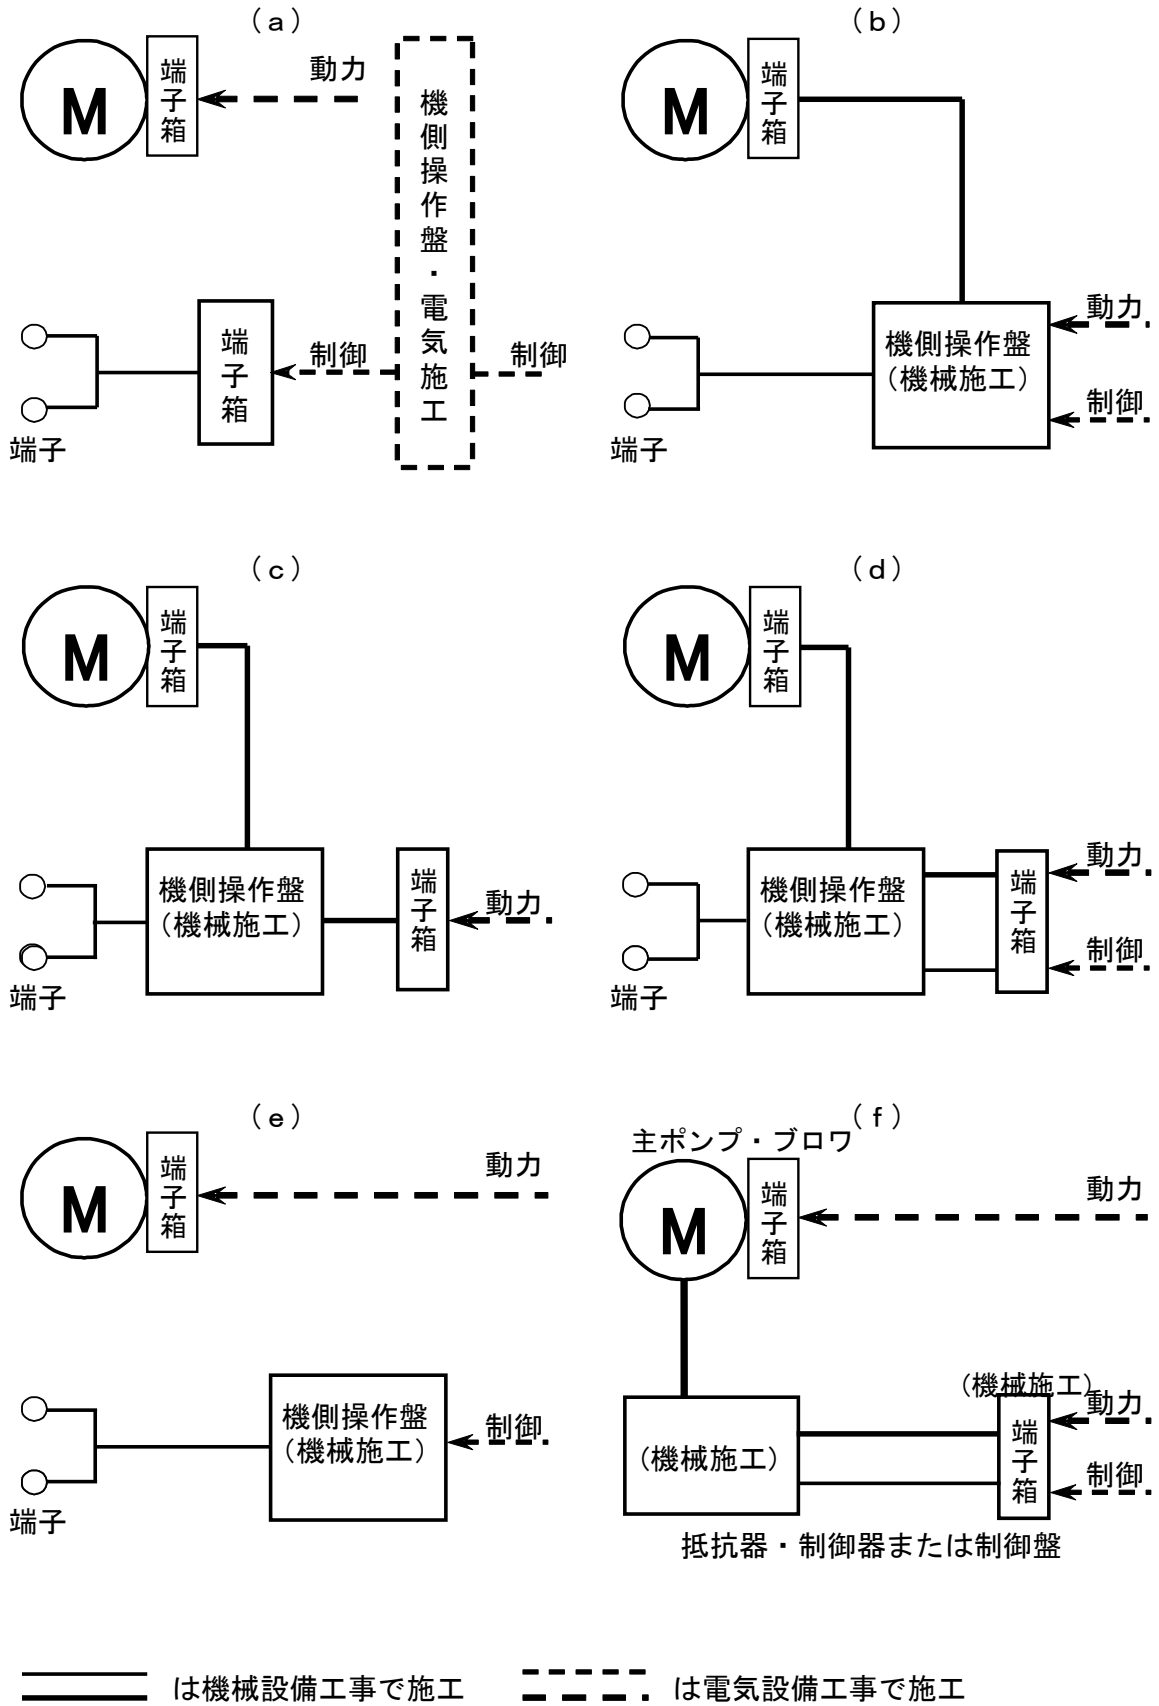 （a）
M
端子箱
動力
機側操作盤・電気施工
端子箱
制御
制御
端子
（b）
M
端子箱
機側操作盤
（機械施工）
動力
制御
端子
（c）
M
端子箱
機側操作盤
（機械施工）
端子箱
動力
端子
（d）
M
端子箱
機側操作盤
（機械施工）
端子箱
動力
制御
端子
（e）
M
端子箱
動力
機側操作盤
（機械施工）
制御
端子
（f）
主ポンプ・ブロワ
M
端子箱
動力
（機械施工）
（機械施工）
端子箱
動力
制御
抵抗器・制御器または制御盤
は機械設備工事で施工
は電気設備工事で施工